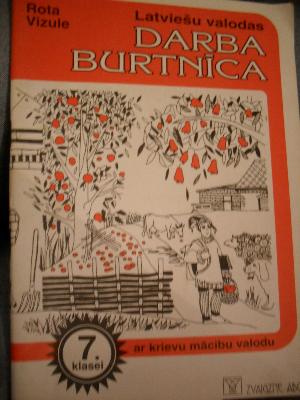 Rota
Vizule
Latviešu valodas
DARBA
BURTNĪCA
7.
klasei
ar krievu mācību valodu
ZVAIGZNE ABC